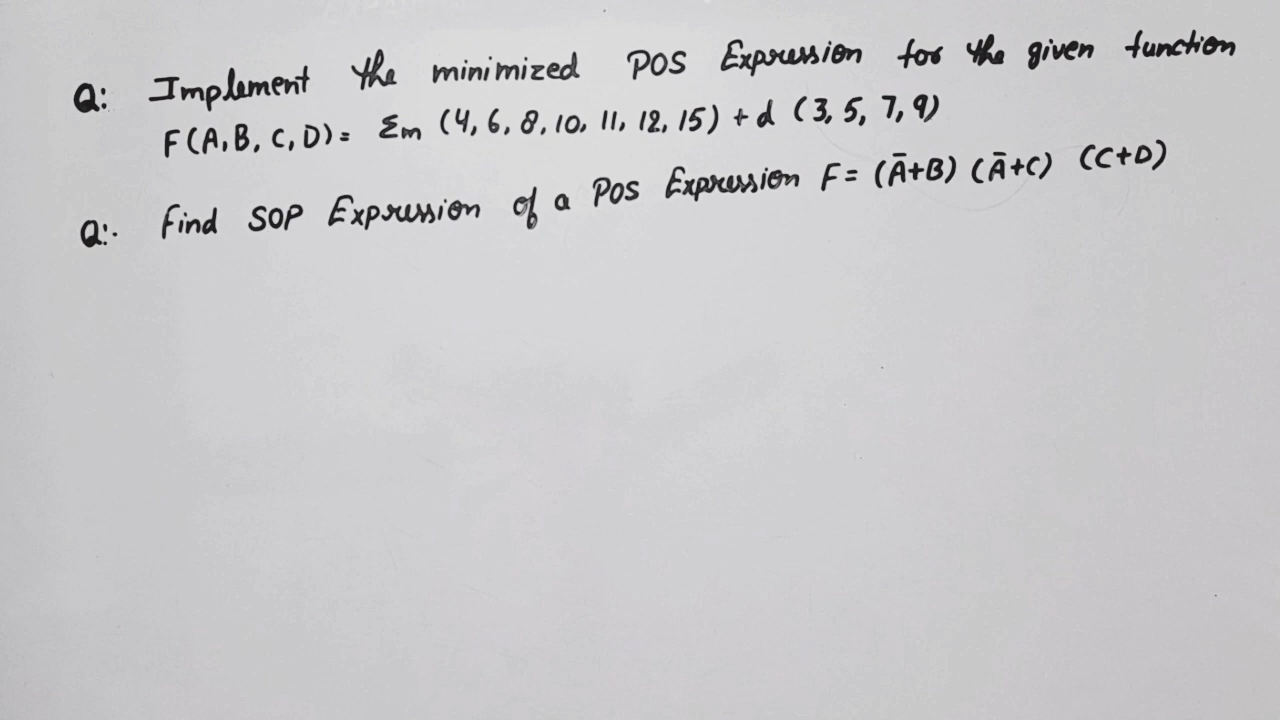 Q: Implement the minimized POS Expression for the given function
F(A,B,C,D)= Σm (4, 6, 8, 10, 11, 12, 15) + d (3, 5, 7, 9)
Q:. Find SOP Expression of a POS Expression F= (Ā+B) (Ā+C) (C+D)